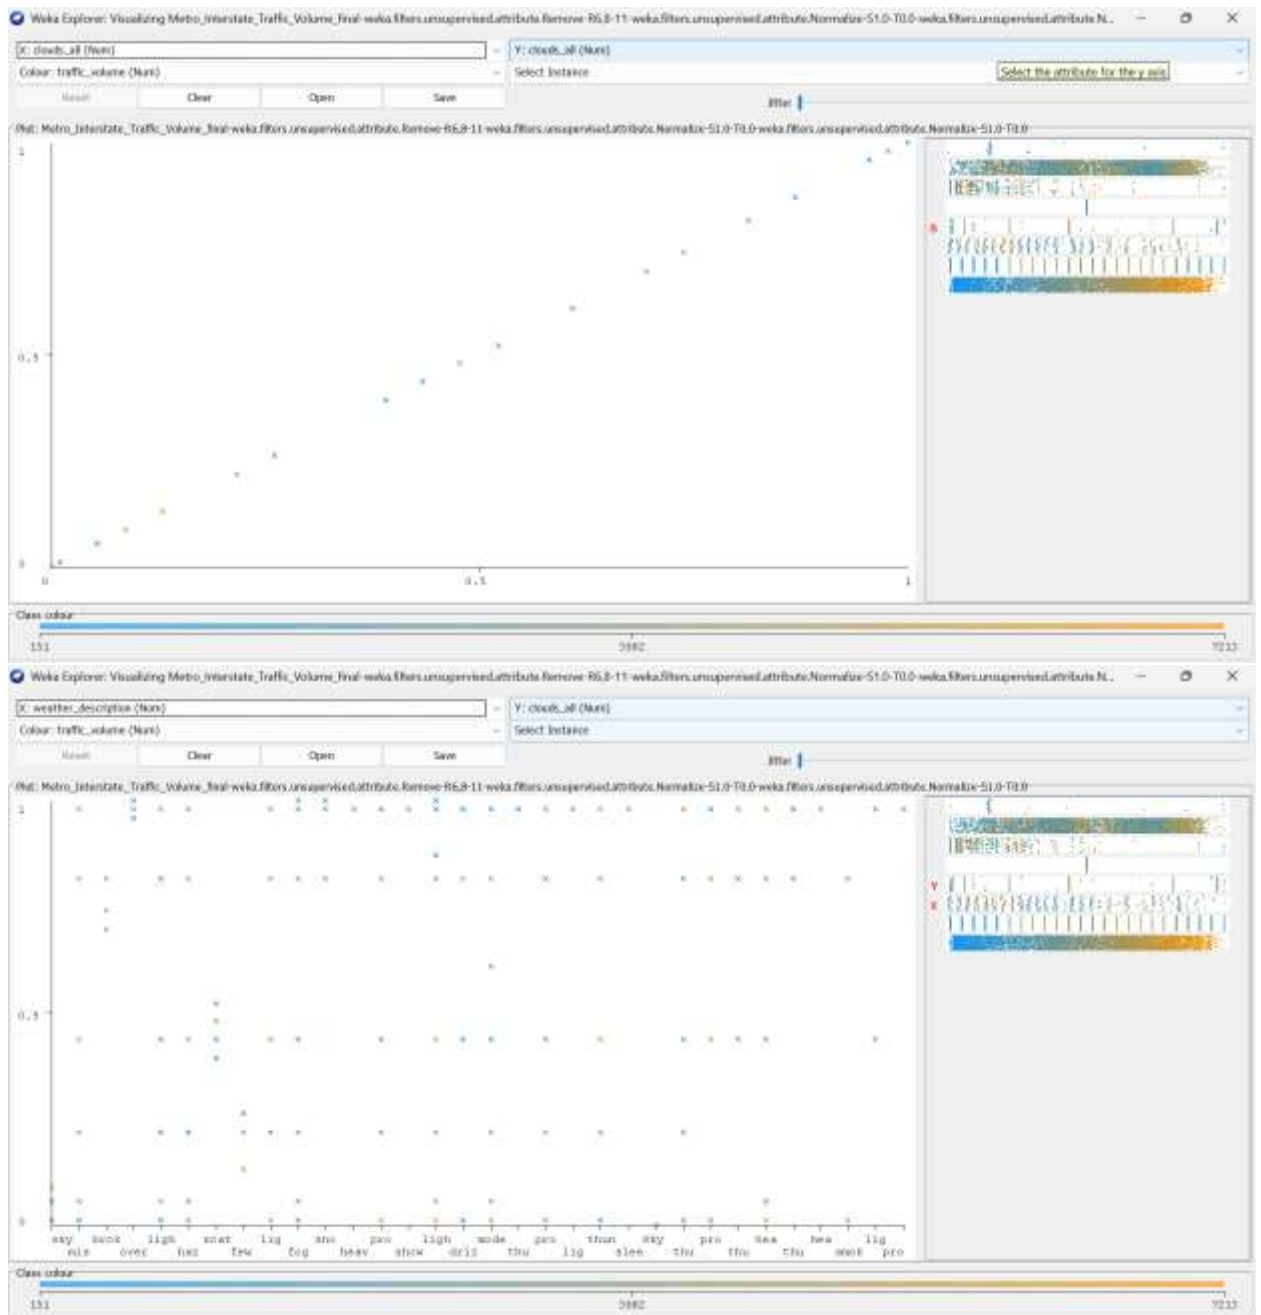 Weka Explorer: Visualizing Metro_Interstate_Traffic_Volume_final-weka.filters.unsupervised.attribute.Remove-R6,8-11-weka.filters.unsupervised.attribute.Normalize-S1.0-T0.0-weka.filters.unsupervised.attribute.N...
X: clouds_all (Num)
Y: clouds_all (Num)
Colour: traffic_volume (Num)
Select Instance
Select the attribute for the y axis
Reset
Clear
Open
Save
Jitter
Plot: Metro_Interstate_Traffic_Volume_final-weka.filters.unsupervised.attribute.Remove-R6,8-11-weka.filters.unsupervised.attribute.Normalize-S1.0-T0.0-weka.filters.unsupervised.attribute.Normalize-S1.0-T0.0
1
0.5
0
0
0.5
1
Class colour
151
3682
7213
Weka Explorer: Visualizing Metro_Interstate_Traffic_Volume_final-weka.filters.unsupervised.attribute.Remove-R6,8-11-weka.filters.unsupervised.attribute.Normalize-S1.0-T0.0-weka.filters.unsupervised.attribute.N...
X: weather_description (Num)
Y: clouds_all (Num)
Colour: traffic_volume (Num)
Select Instance
Reset
Clear
Open
Save
Jitter
Plot: Metro_Interstate_Traffic_Volume_final-weka.filters.unsupervised.attribute.Remove-R6,8-11-weka.filters.unsupervised.attribute.Normalize-S1.0-T0.0-weka.filters.unsupervised.attribute.Normalize-S1.0-T0.0
1
Y
X
0.5
0
sky brok ligh scat lig sno pro ligh mode pro thun sky pro hea hea lig
mis over haz few fog heav show driz thu lig slee thu thu thu smok pro
Class colour
151
3682
7213